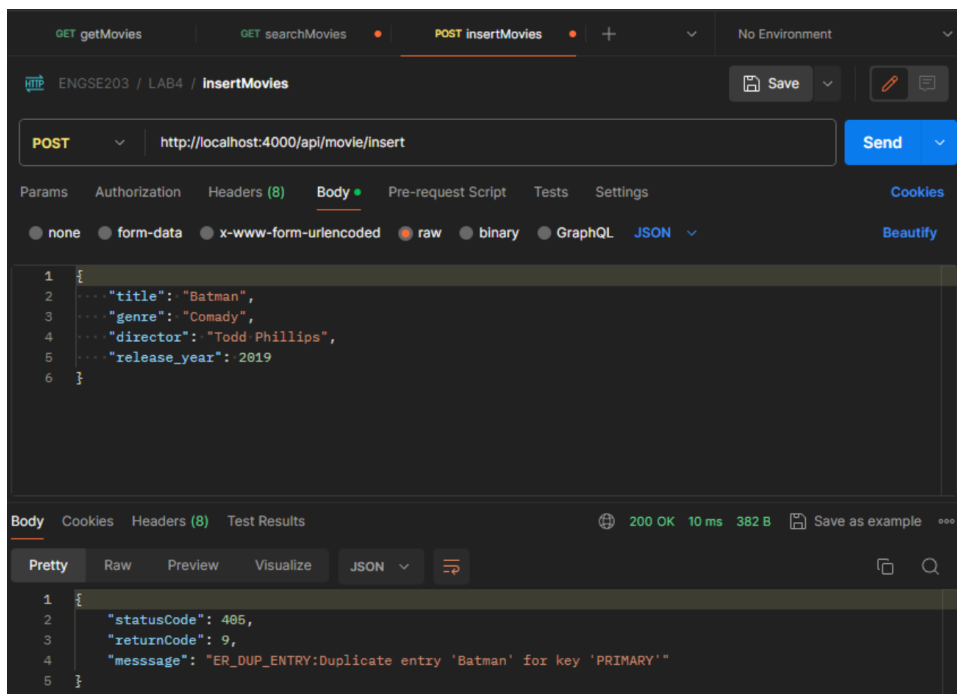 GET getMovies GET searchMovies POST insertMovies + No Environment
HTTP ENGSE203 / LAB4 / insertMovies Save
POST http://localhost:4000/api/movie/insert Send
Params Authorization Headers (8) Body Pre-request Script Tests Settings Cookies
none form-data x-www-form-urlencoded raw binary GraphQL JSON Beautify
1 {
2 "title": "Batman",
3 "genre": "Comady",
4 "director": "Todd Phillips",
5 "release_year": 2019
6 }
Body Cookies Headers (8) Test Results 200 OK 10 ms 382 B Save as example
Pretty Raw Preview Visualize JSON
1 {
2 "statusCode": 405,
3 "returnCode": 9,
4 "messsage": "ER_DUP_ENTRY:Duplicate entry 'Batman' for key 'PRIMARY'"
5 }